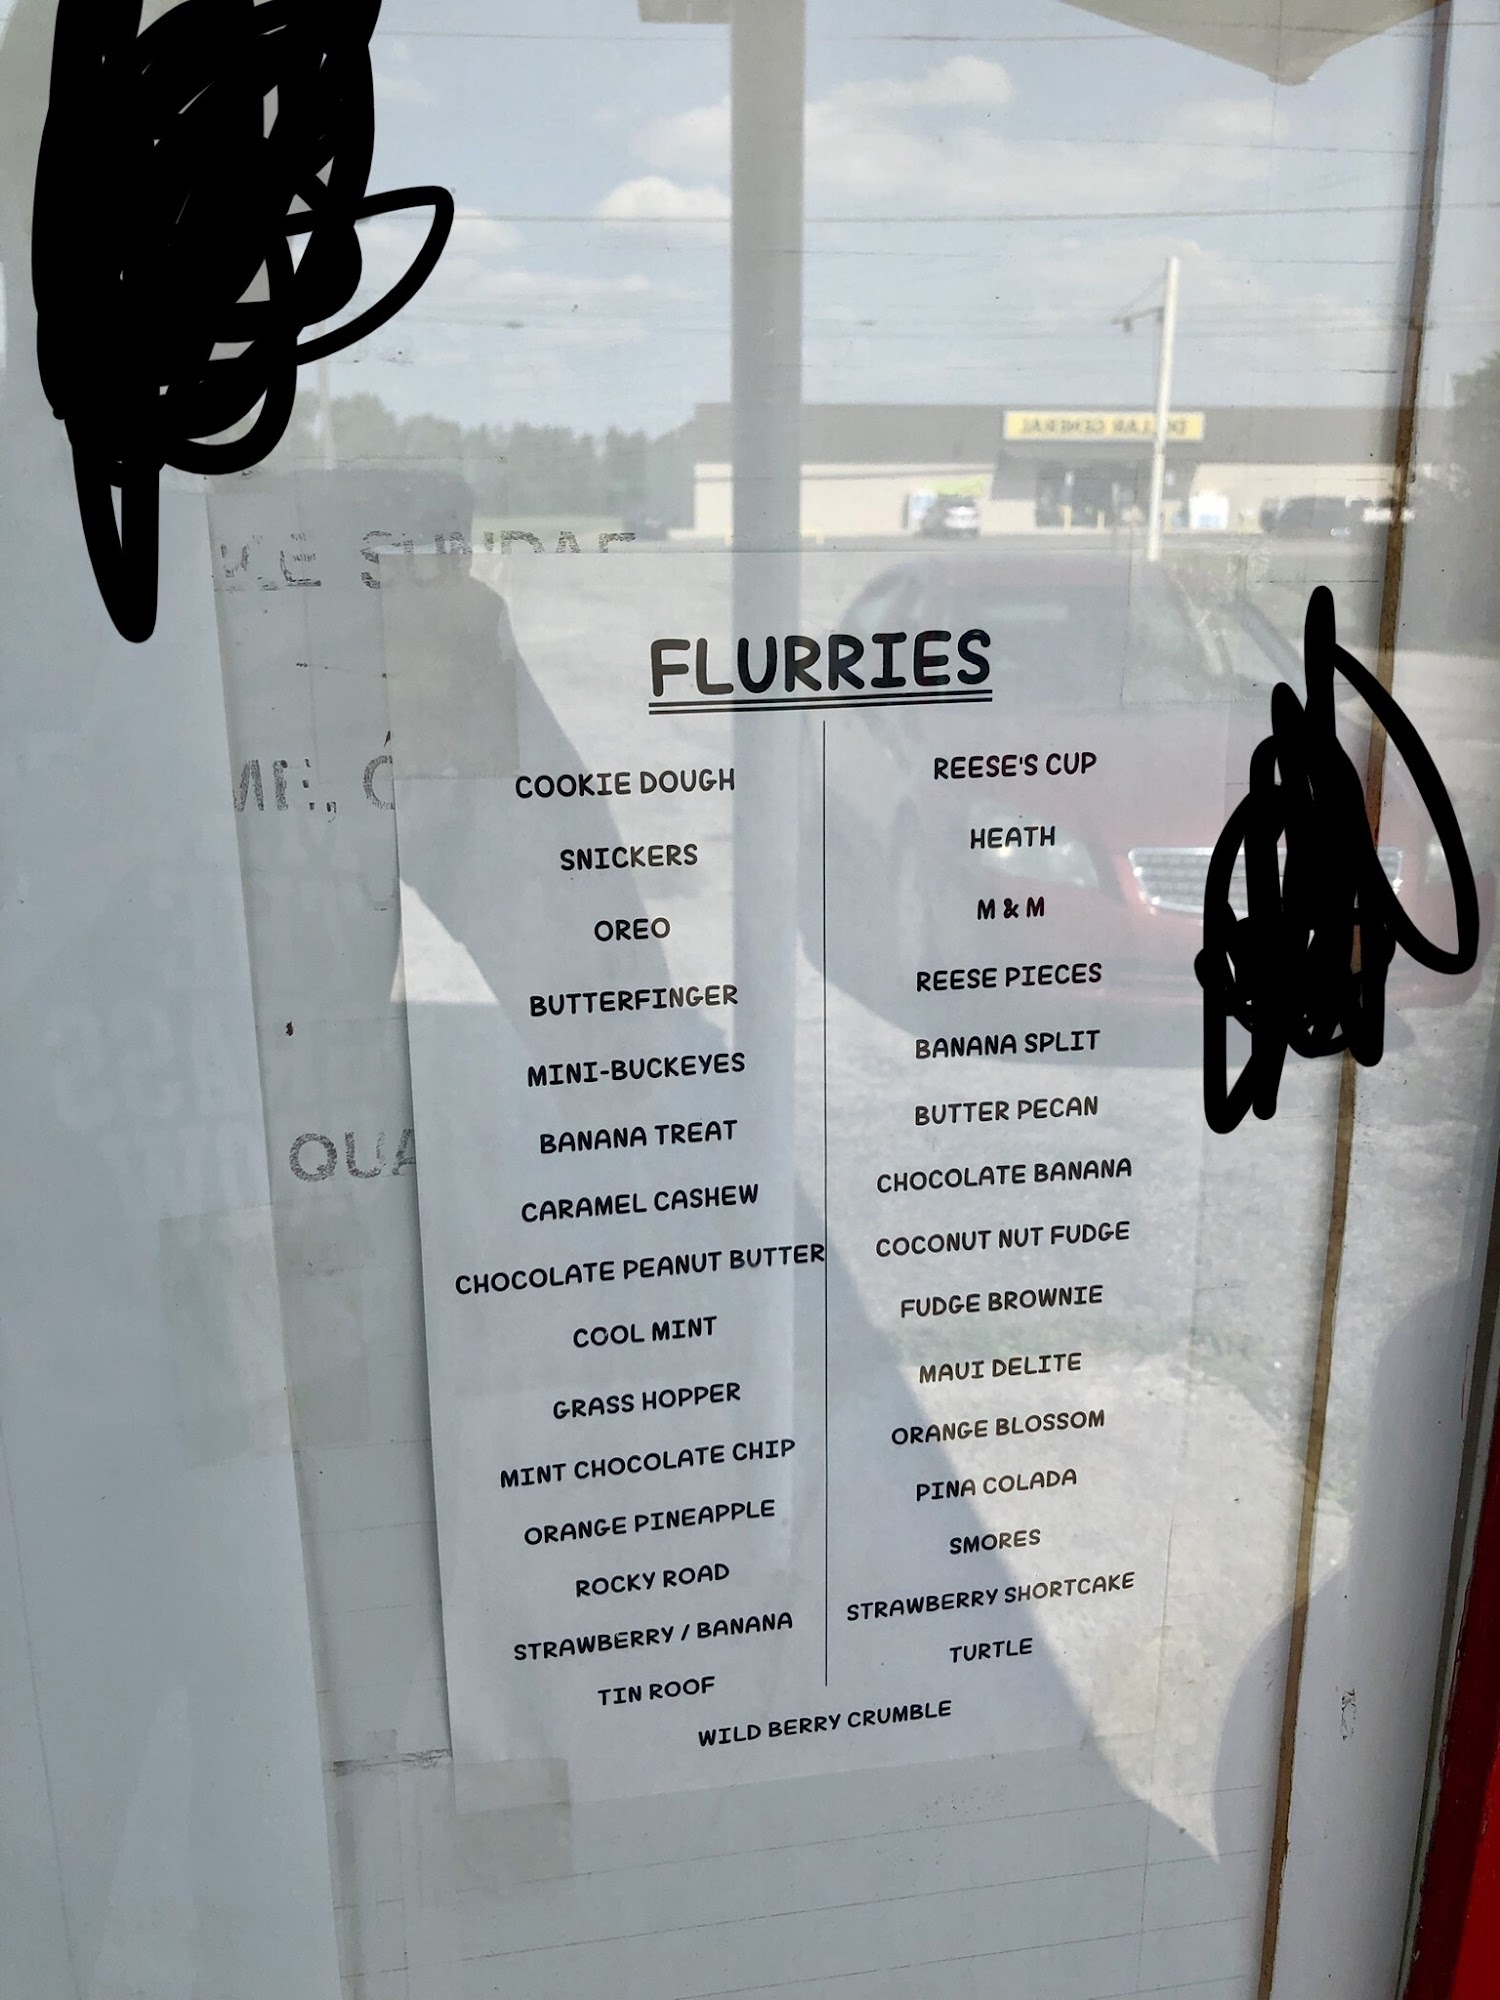 DOLLAR GENERAL
FLURRIES
COOKIE DOUGH
SNICKERS
OREO
BUTTERFINGER
MINI-BUCKEYES
BANANA TREAT
CARAMEL CASHEW
CHOCOLATE PEANUT BUTTER
COOL MINT
GRASS HOPPER
MINT CHOCOLATE CHIP
ORANGE PINEAPPLE
ROCKY ROAD
STRAWBERRY / BANANA
TIN ROOF
REESE'S CUP
HEATH
M & M
REESE PIECES
BANANA SPLIT
BUTTER PECAN
CHOCOLATE BANANA
COCONUT NUT FUDGE
FUDGE BROWNIE
MAUI DELITE
ORANGE BLOSSOM
PINA COLADA
SMORES
STRAWBERRY SHORTCAKE
TURTLE
WILD BERRY CRUMBLE